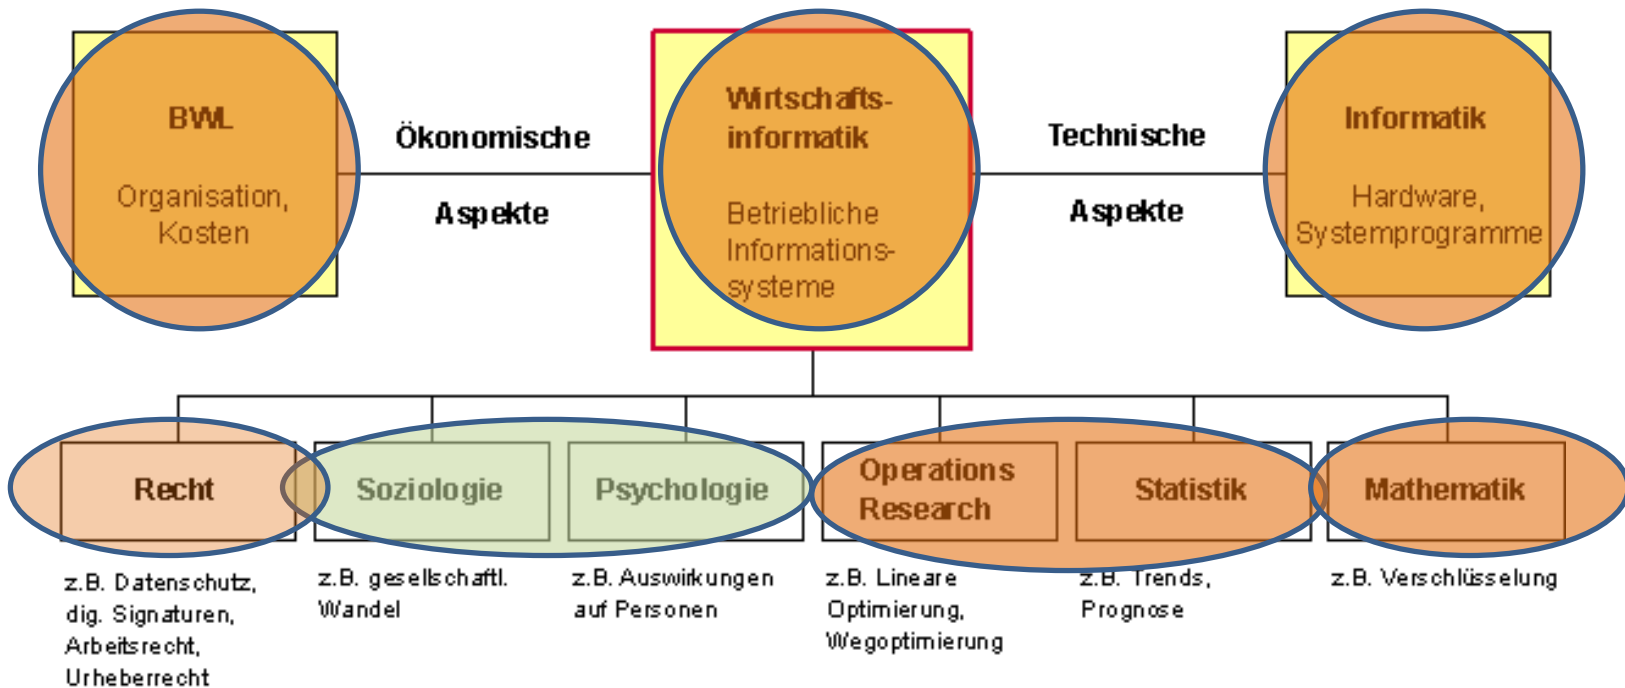 BWL
Organisation,
Kosten
Ökonomische
Aspekte
Wirtschafts-
informatik
Betriebliche
Informations-
systeme
Technische
Aspekte
Informatik
Hardware,
Systemprogramme
Recht
Soziologie
Psychologie
Operations
Research
Statistik
Mathematik
z.B. Datenschutz,
dig. Signaturen,
Arbeitsrecht,
Urheberrecht
z.B. gesellschaftl.
Wandel
z.B. Auswirkungen
auf Personen
z.B. Lineare
Optimierung,
Wegoptimierung
z.B. Trends,
Prognose
z.B. Verschlüsselung